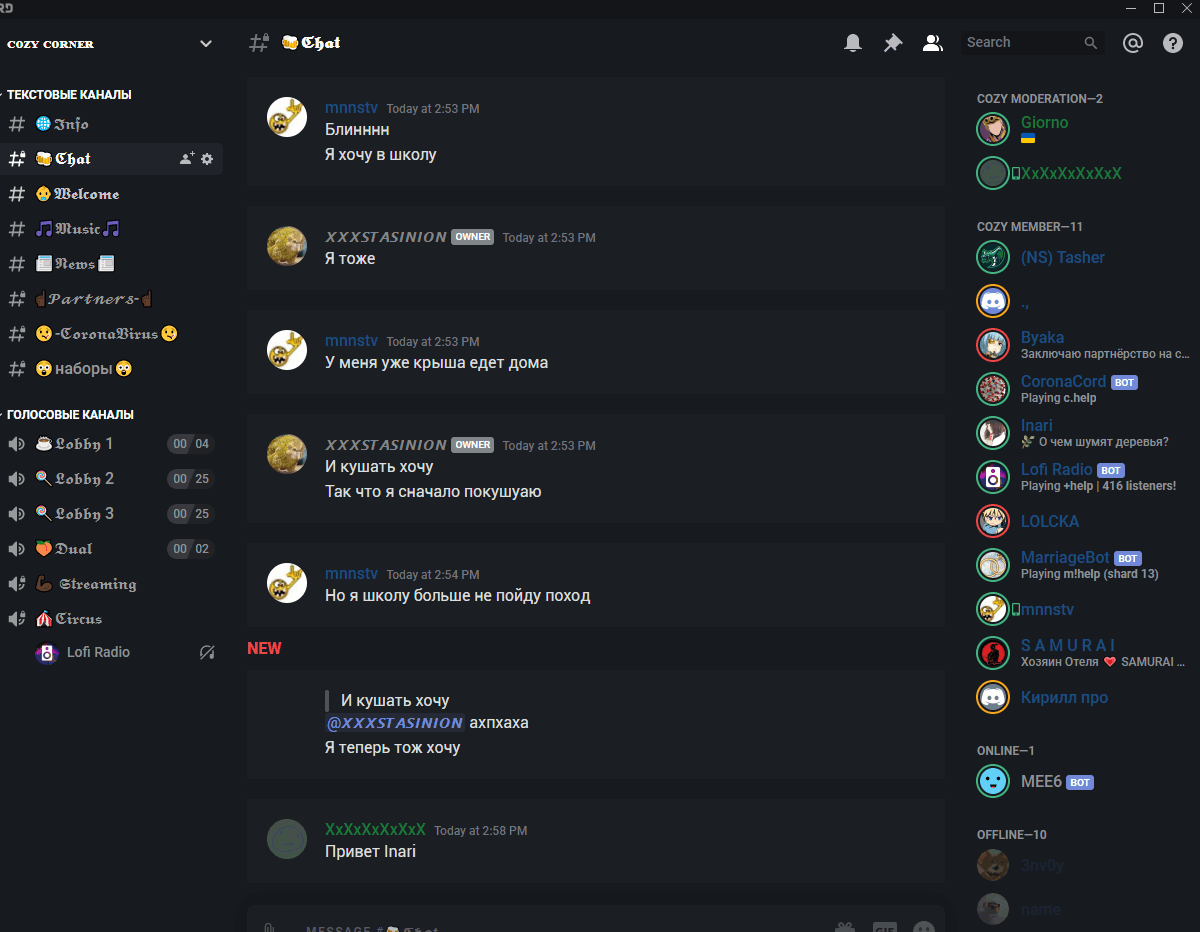 RD
COZY CORNER
ТЕКСТОВЫЕ КАНАЛЫ
🌐Info
🍻Chat
👶Welcome
🎵Music🎵
📰News📰
☝🏿Partners-☝🏿
🤒-CoronaVirus🤒
😲наборы😲
ГОЛОСОВЫЕ КАНАЛЫ
☕Lobby 1 00 04
🍭Lobby 2 00 25
🍭Lobby 3 00 25
🍑Dual 00 02
💪🏿 Streaming
🎪Circus
Lofi Radio
🍻Chat
Search
mnnstv Today at 2:53 PM
Блинннн
Я хочу в школу
XXXSTASINION OWNER Today at 2:53 PM
Я тоже
mnnstv Today at 2:53 PM
У меня уже крыша едет дома
XXXSTASINION OWNER Today at 2:53 PM
И кушать хочу
Так что я сначало покушуаю
mnnstv Today at 2:54 PM
Но я школу больше не пойду поход
NEW
И кушать хочу
@XXXSTASINION ахпхаха
Я теперь тож хочу
XxXxXxXxXxX Today at 2:58 PM
Привет Inari
MESSAGE #🍻Chat
GIF
COZY MODERATION—2
Giorno
🇺🇦
XxXxXxXxXxX
COZY MEMBER—11
(NS) Tasher
.,
Byaka
Заключаю партнёрство на с...
CoronaCord BOT
Playing c.help
Inari
🌿 О чем шумят деревья?
Lofi Radio BOT
Playing +help | 416 listeners!
LOLCKA
MarriageBot BOT
Playing m!help (shard 13)
mnnstv
S A M U R A I
Хозяин Отеля ❤ SAMURAI ...
Кирилл про
ONLINE—1
MEE6 BOT
OFFLINE—10
3nv0y
name